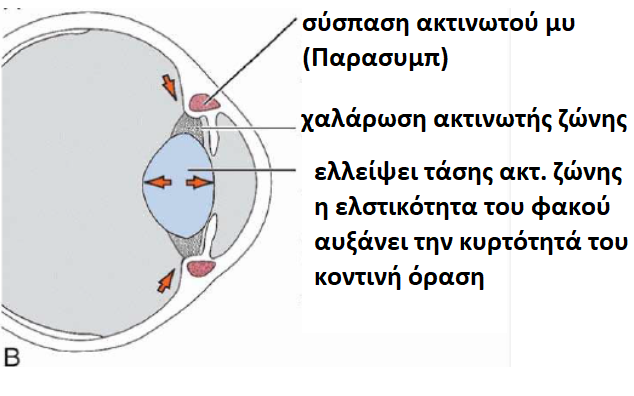 σύσπαση ακτινωτού μυ
(Παρασυμπ)
χαλάρωση ακτινωτής ζώνης
ελλείψει τάσης ακτ. ζώνης
η ελστικότητα του φακού
αυξάνει την κυρτότητά του
κοντινή όραση
B